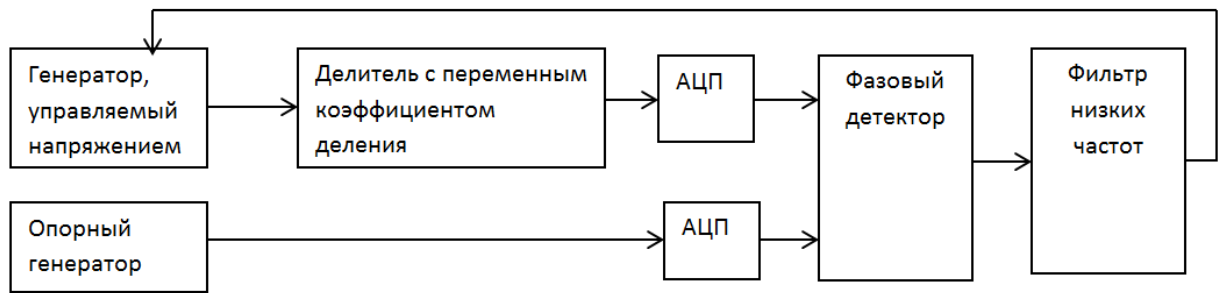 Генератор,
управляемый
напряжением
Делитель с переменным
коэффициентом
деления
АЦП
Фазовый
детектор
Фильтр
низких
частот
Опорный
генератор
АЦП